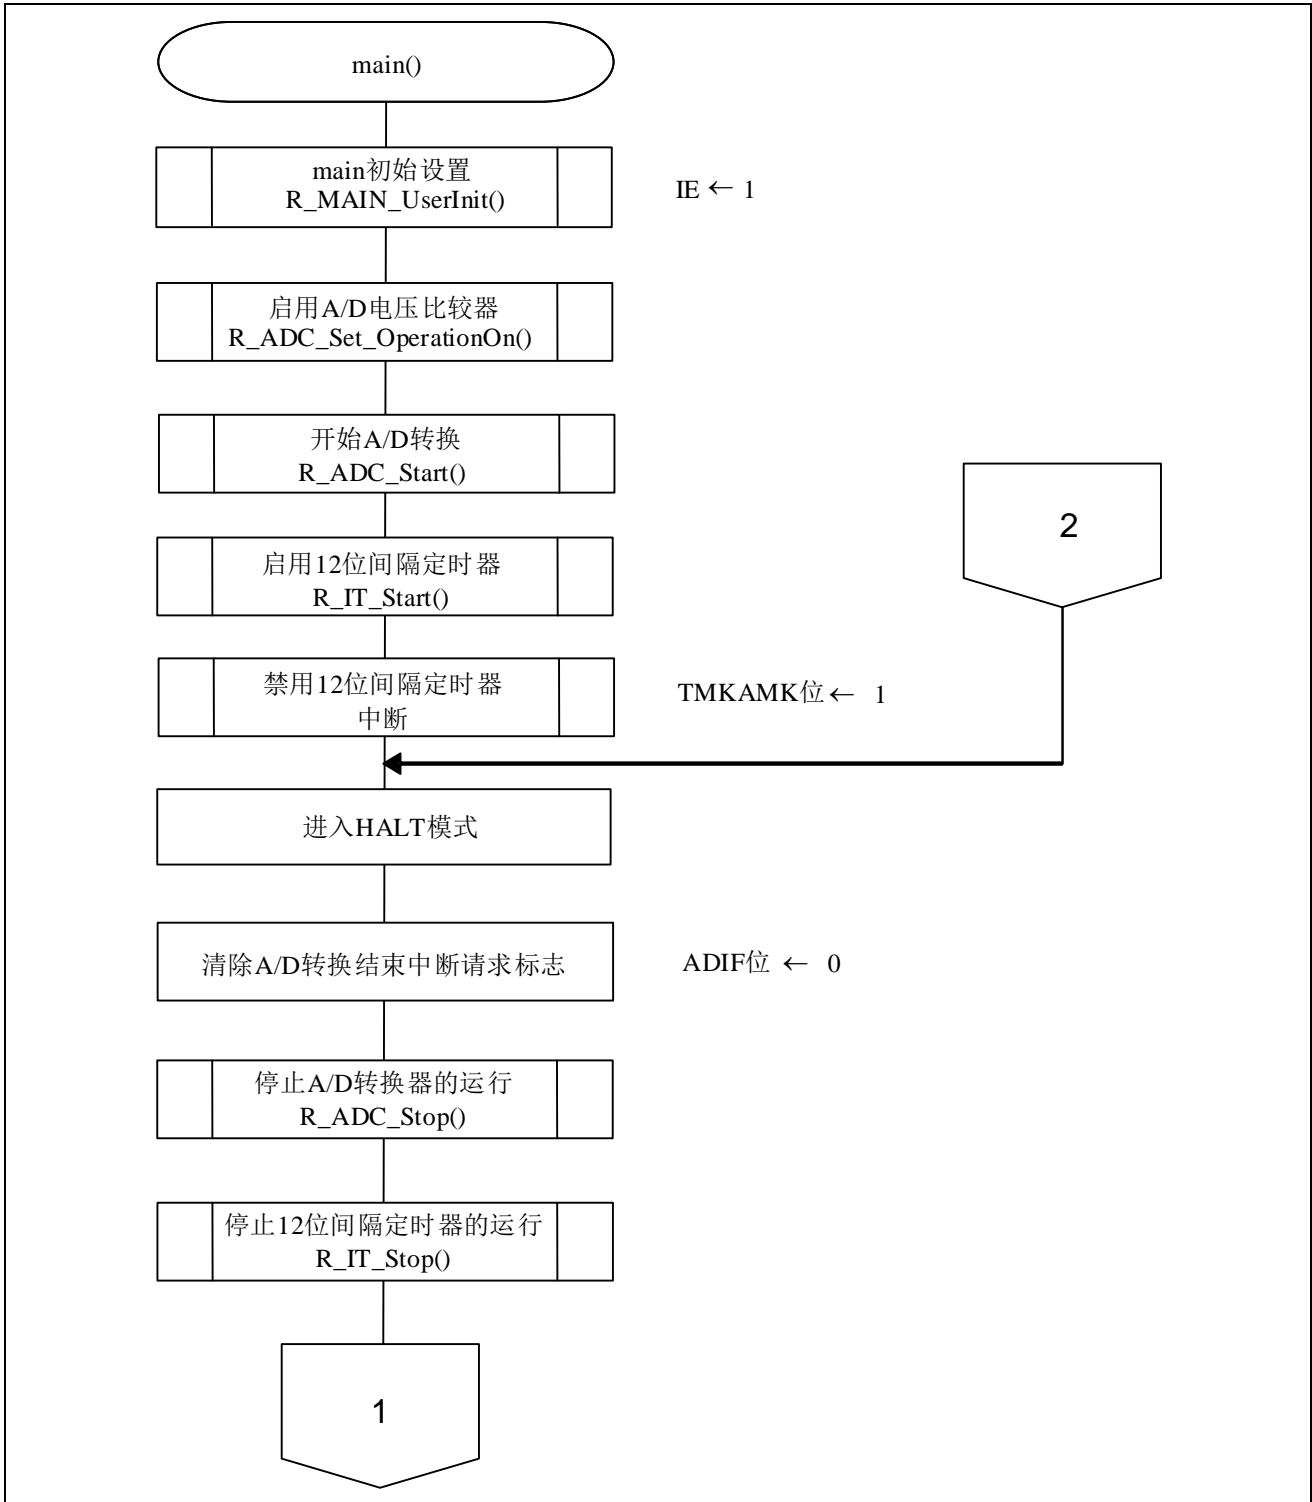 main()
main初始设置
R_MAIN_UserInit()
IE ← 1
启用A/D电压比较器
R_ADC_Set_OperationOn()
开始A/D转换
R_ADC_Start()
2
启用12位间隔定时器
R_IT_Start()
禁用12位间隔定时器
中断
TMKAMK位 ← 1
进入HALT模式
清除A/D转换结束中断请求标志
ADIF位 ← 0
停止A/D转换器的运行
R_ADC_Stop()
停止12位间隔定时器的运行
R_IT_Stop()
1